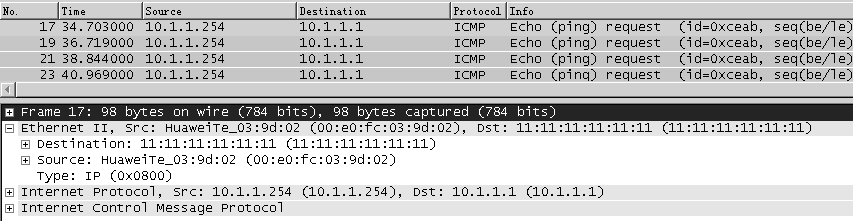 No. Time Source Destination Protocol Info
17 34.703000 10.1.1.254 10.1.1.1 ICMP Echo (ping) request (id=0xceab, seq(be/le)
19 36.719000 10.1.1.254 10.1.1.1 ICMP Echo (ping) request (id=0xceab, seq(be/le)
21 38.844000 10.1.1.254 10.1.1.1 ICMP Echo (ping) request (id=0xceab, seq(be/le)
23 40.969000 10.1.1.254 10.1.1.1 ICMP Echo (ping) request (id=0xceab, seq(be/le)
Frame 17: 98 bytes on wire (784 bits), 98 bytes captured (784 bits)
Ethernet II, Src: HuaweiTe_03:9d:02 (00:e0:fc:03:9d:02), Dst: 11:11:11:11:11:11 (11:11:11:11:11:11)
Destination: 11:11:11:11:11:11 (11:11:11:11:11:11)
Source: HuaweiTe_03:9d:02 (00:e0:fc:03:9d:02)
Type: IP (0x0800)
Internet Protocol, Src: 10.1.1.254 (10.1.1.254), Dst: 10.1.1.1 (10.1.1.1)
Internet Control Message Protocol